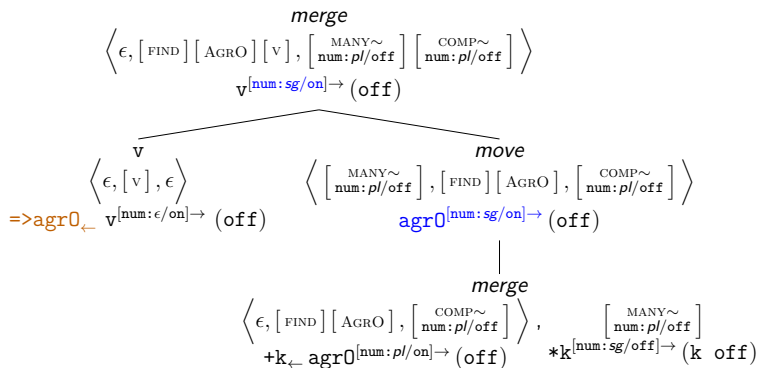 merge
⟨ϵ, [FIND] [AGRO] [V], [MANY∼ num:pl/off] [COMP∼ num:pl/off]⟩
v[num:sg/on]→ (off)
v move
⟨ϵ, [V], ϵ⟩ ⟨[MANY∼ num:pl/off], [FIND] [AGRO], [COMP∼ num:pl/off]⟩
=>agrO← v[num:ϵ/on]→ (off) agrO[num:sg/on]→ (off)
merge
⟨ϵ, [FIND] [AGRO], [COMP∼ num:pl/off]⟩, [MANY∼ num:pl/off]
+k← agrO[num:pl/on]→ (off) *k[num:sg/off]→ (k off)